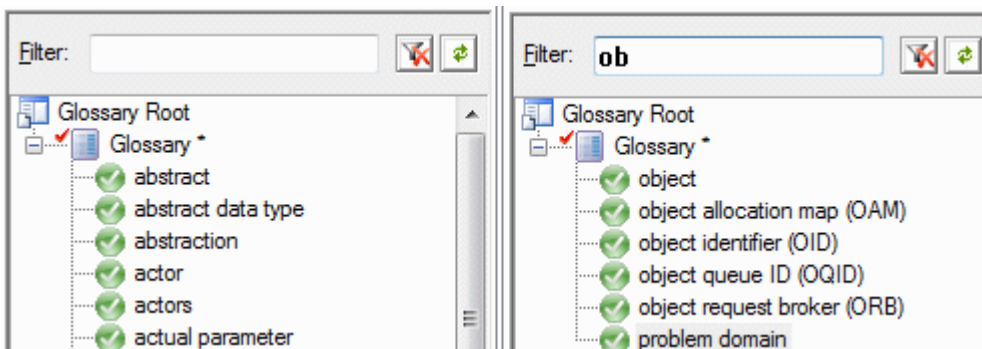 Filter:
Glossary Root
Glossary *
abstract
abstract data type
abstraction
actor
actors
actual parameter
Filter: ob
Glossary Root
Glossary *
object
object allocation map (OAM)
object identifier (OID)
object queue ID (OQID)
object request broker (ORB)
problem domain